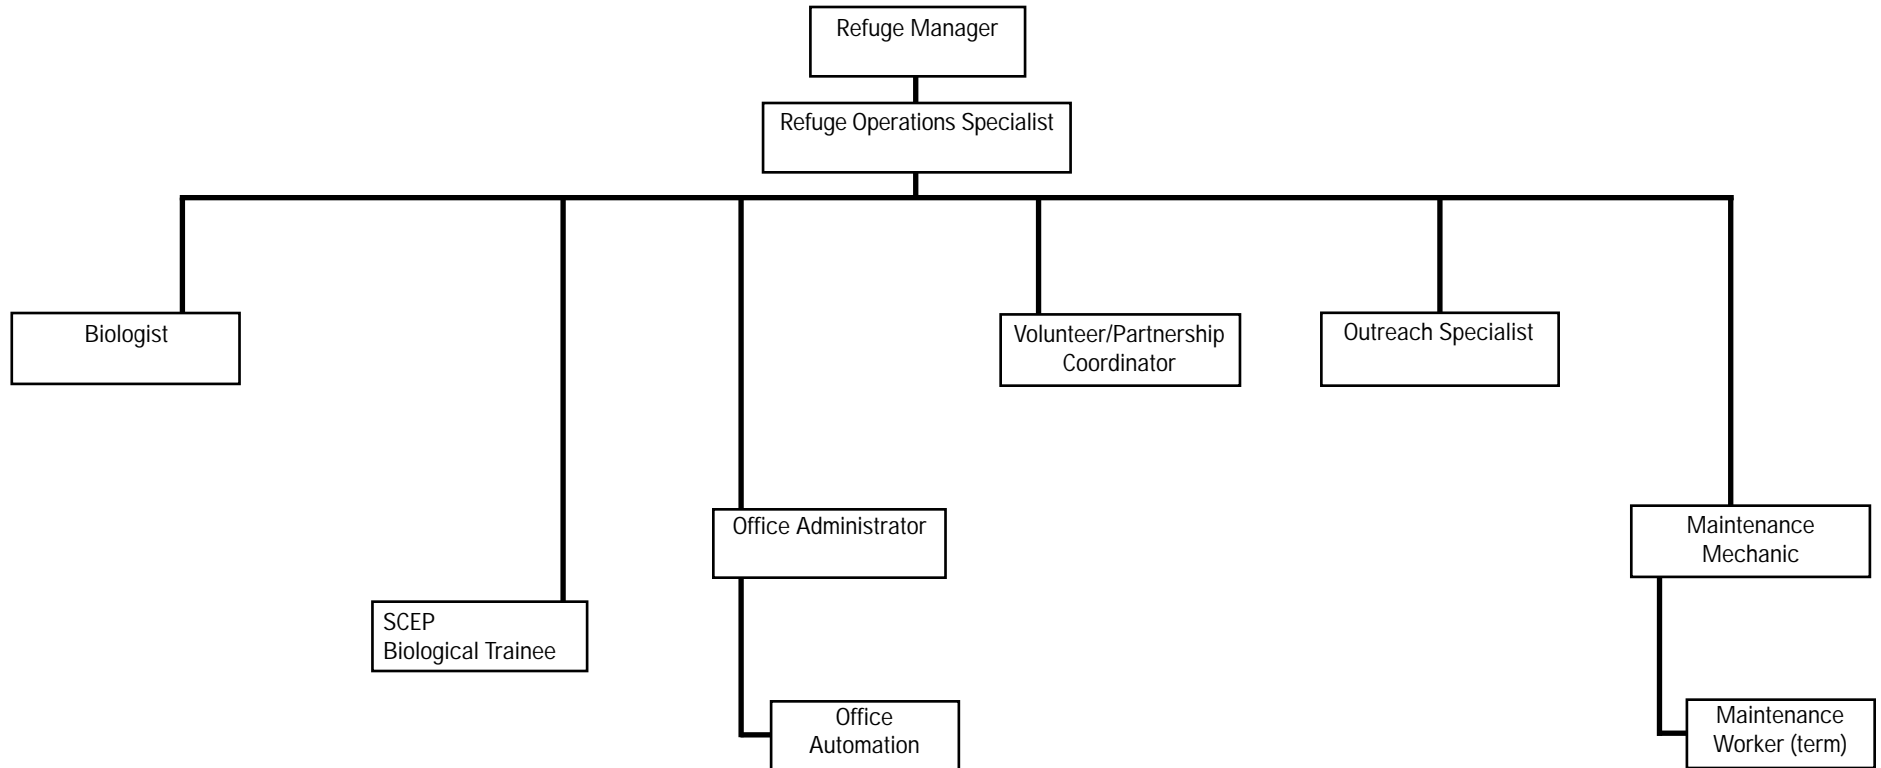 Refuge Manager
Refuge Operations Specialist
Biologist
Volunteer/Partnership
Coordinator
Outreach Specialist
Office Administrator
Maintenance
Mechanic
SCEP
Biological Trainee
Office
Automation
Maintenance
Worker (term)